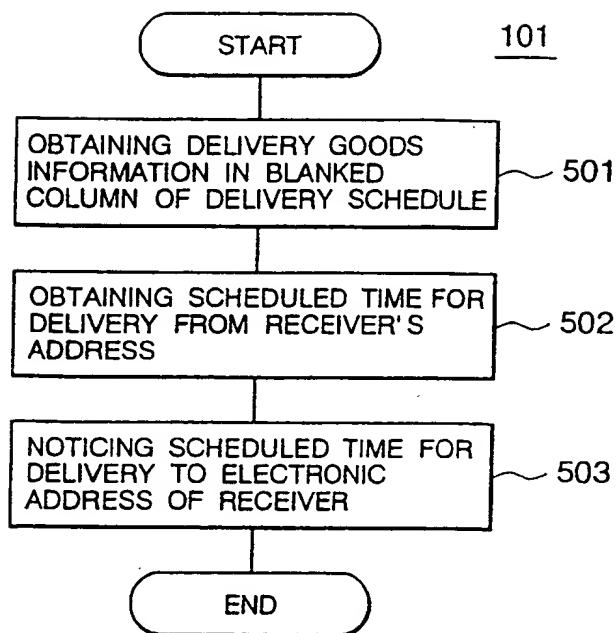 START
101
OBTAINING DELIVERY GOODS
INFORMATION IN BLANKED
COLUMN OF DELIVERY SCHEDULE
501
OBTAINING SCHEDULED TIME FOR
DELIVERY FROM RECEIVER'S
ADDRESS
502
NOTICING SCHEDULED TIME FOR
DELIVERY TO ELECTRONIC
ADDRESS OF RECEIVER
503
END